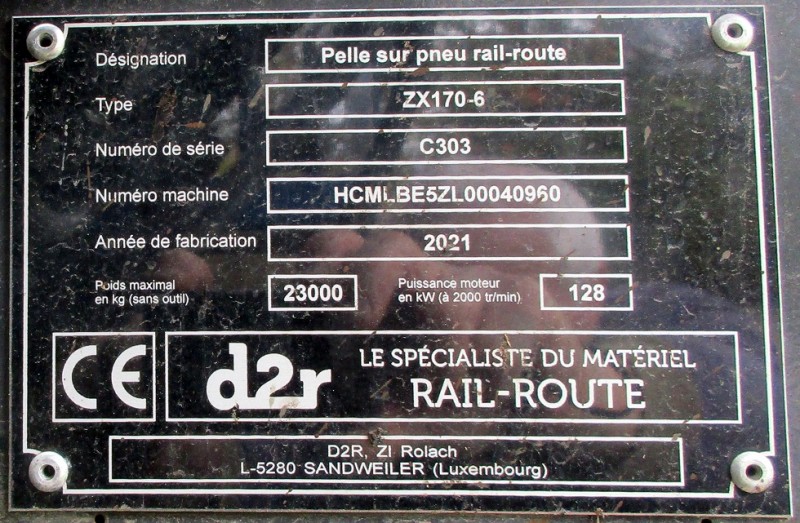 Désignation Pelle sur pneu rail-route
Type ZX170-6
Numéro de série C303
Numéro machine HCMLBE5ZL00040960
Année de fabrication 2021
Poids maximal
en kg (sans outil) 23000
Puissance moteur
en kW (à 2000 tr/min) 128
CE
d2r
LE SPÉCIALISTE DU MATÉRIEL
RAIL-ROUTE
D2R, ZI Rolach
L-5280 SANDWEILER (Luxembourg)